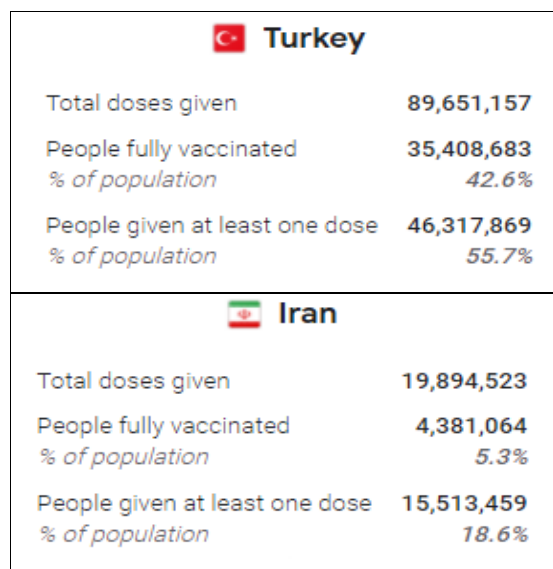 Turkey
Total doses given 89,651,157
People fully vaccinated 35,408,683
% of population 42.6%
People given at least one dose 46,317,869
% of population 55.7%
Iran
Total doses given 19,894,523
People fully vaccinated 4,381,064
% of population 5.3%
People given at least one dose 15,513,459
% of population 18.6%